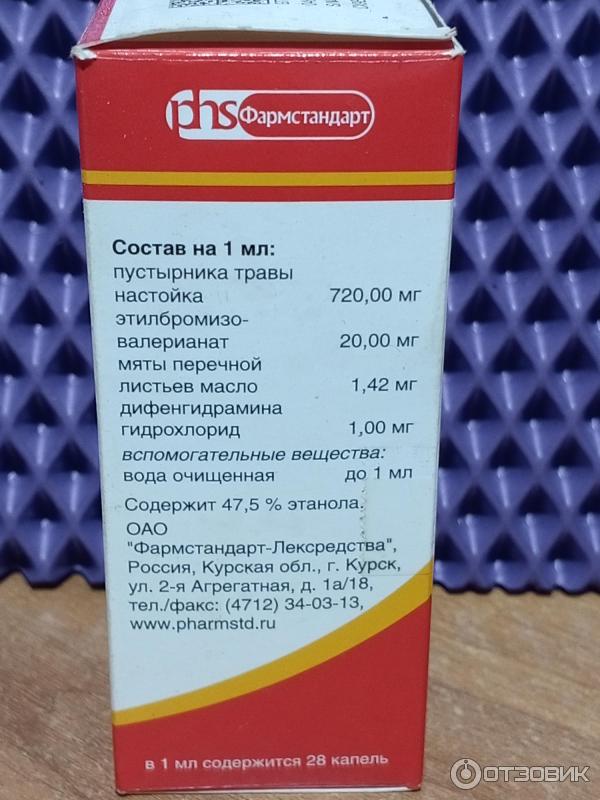 phs Фармстандарт
Состав на 1 мл:
пустырника травы
настойка 720,00 мг
этилбромизо-
валерианат 20,00 мг
мяты перечной
листьев масло 1,42 мг
дифенгидрамина
гидрохлорид 1,00 мг
вспомогательные вещества:
вода очищенная до 1 мл
Содержит 47,5 % этанола.
ОАО
"Фармстандарт-Лексредства",
Россия, Курская обл., г. Курск,
ул. 2-я Агрегатная, д. 1а/18,
тел./факс: (4712) 34-03-13,
www.pharmstd.ru
в 1 мл содержится 28 капель
ОТЗОВИК